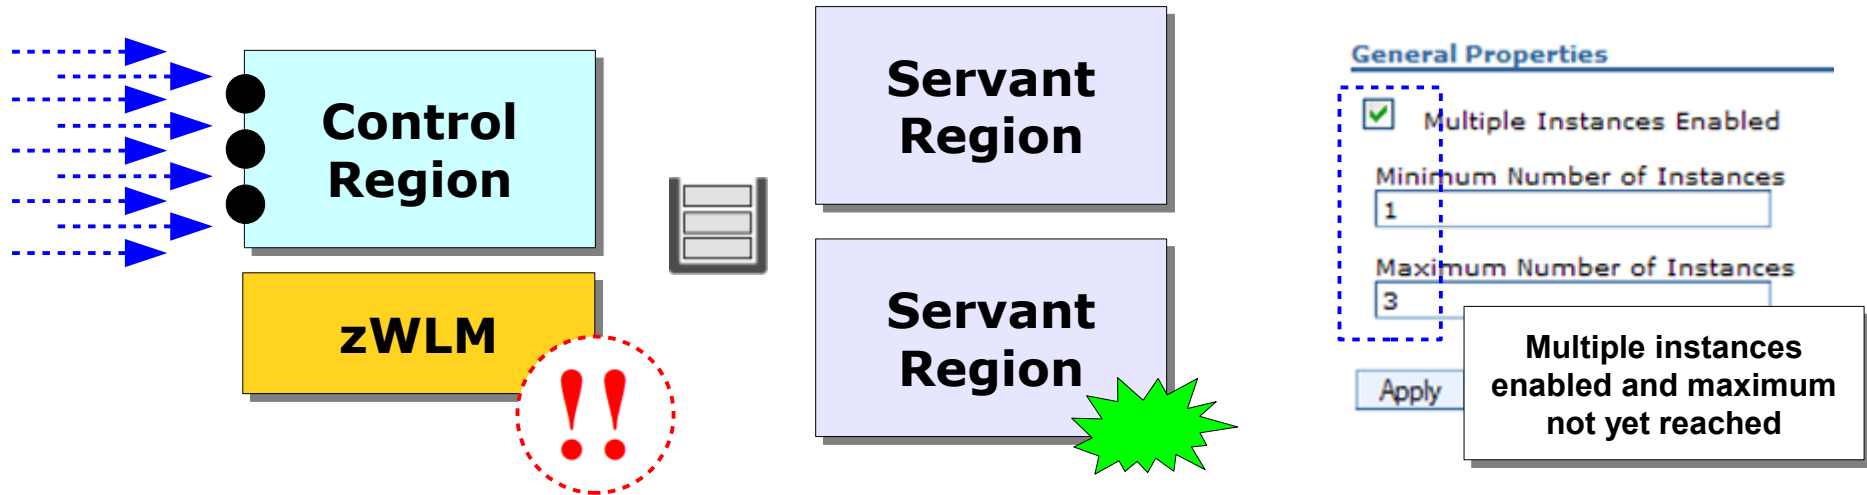 Control
Region
zWLM
!!
Servant
Region
Servant
Region
General Properties
Multiple Instances Enabled
Minimum Number of Instances
1
Maximum Number of Instances
3
Apply
Multiple instances
enabled and maximum
not yet reached